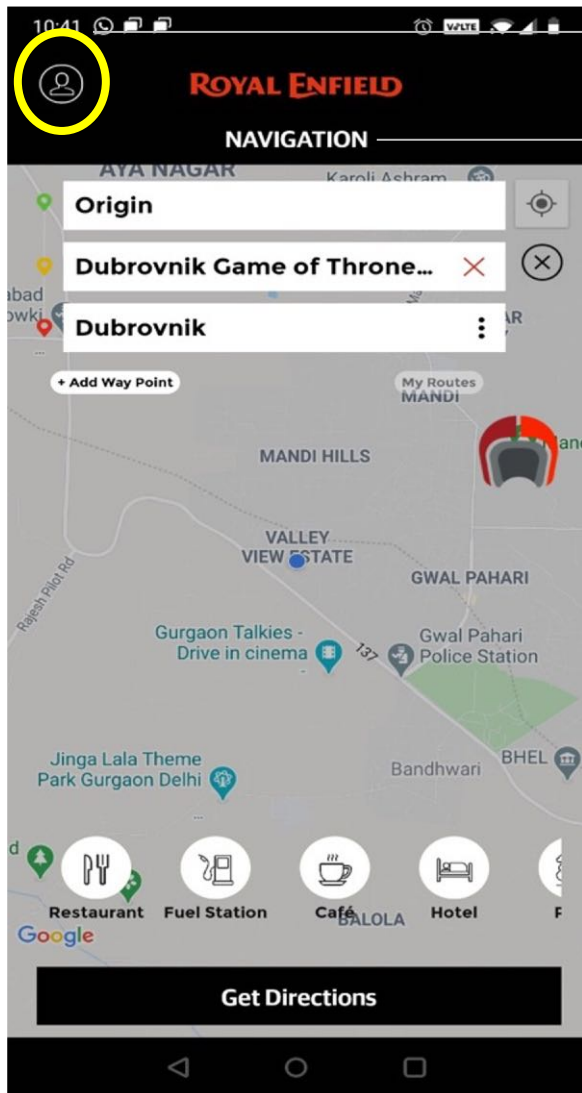 10:41
VoLTE
ROYAL ENFIELD
NAVIGATION
AYA NAGAR
Karoli Ashram
Origin
Dubrovnik Game of Throne...
Dubrovnik
+ Add Way Point
My Routes
MANDI
MANDI HILLS
VALLEY
VIEW ESTATE
GWAL PAHARI
Rajesh Pilot Rd
Gurgaon Talkies -
Drive in cinema
137
Gwal Pahari
Police Station
Jinga Lala Theme
Park Gurgaon Delhi
Bandhwari
BHEL
Restaurant
Fuel Station
Café
BALOLA
Hotel
Google
Get Directions